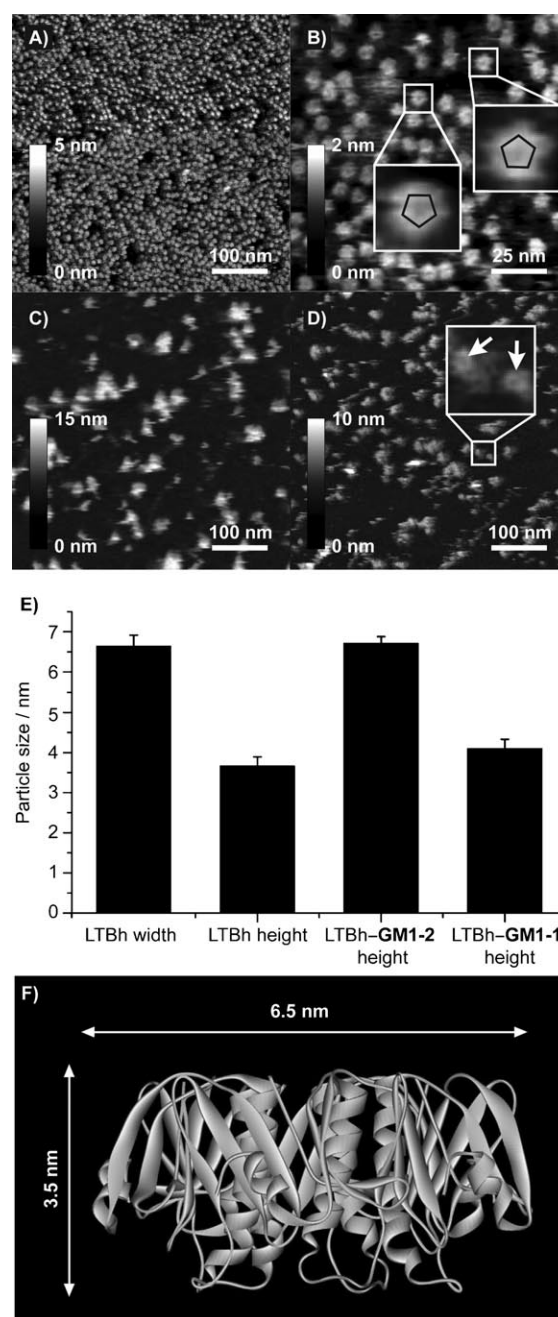 A)
5 nm
0 nm
100 nm
B)
2 nm
0 nm
25 nm
C)
15 nm
0 nm
100 nm
D)
10 nm
0 nm
100 nm
E)
Particle size / nm
7
6
5
4
3
2
1
0
LTBh width
LTBh height
LTBh–GM1-2
height
LTBh–GM1-1
height
F)
6.5 nm
3.5 nm